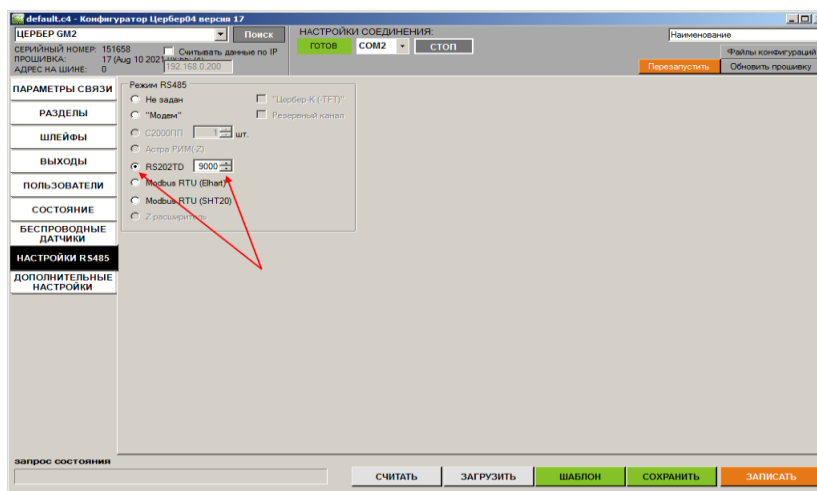 default.c4 - Конфигуратор Цербер04 версия 17
ЦЕРБЕР GM2
Поиск
НАСТРОЙКИ СОЕДИНЕНИЯ:
ГОТОВ
COM2
СТОП
Наименование
СЕРИЙНЫЙ НОМЕР: 151658
ПРОШИВКА: 17 (Aug 10 2021
АДРЕС НА ШИНЕ: 0
Считывать данные по IP
192.168.0.200
Файлы конфигураций
Перезапустить
Обновить прошивку
ПАРАМЕТРЫ СВЯЗИ
РАЗДЕЛЫ
ШЛЕЙФЫ
ВЫХОДЫ
ПОЛЬЗОВАТЕЛИ
СОСТОЯНИЕ
БЕСПРОВОДНЫЕ
ДАТЧИКИ
НАСТРОЙКИ RS485
ДОПОЛНИТЕЛЬНЫЕ
НАСТРОЙКИ
Режим RS485
Не задан
"Цербер-К (-TFT)"
"Модем"
Резервный канал
С2000ПП 1 шт.
Астра РИМ(-Z)
RS202TD 9000
Modbus RTU (Elhart)
Modbus RTU (SHT20)
Z расширитель
запрос состояния
СЧИТАТЬ
ЗАГРУЗИТЬ
ШАБЛОН
СОХРАНИТЬ
ЗАПИСАТЬ